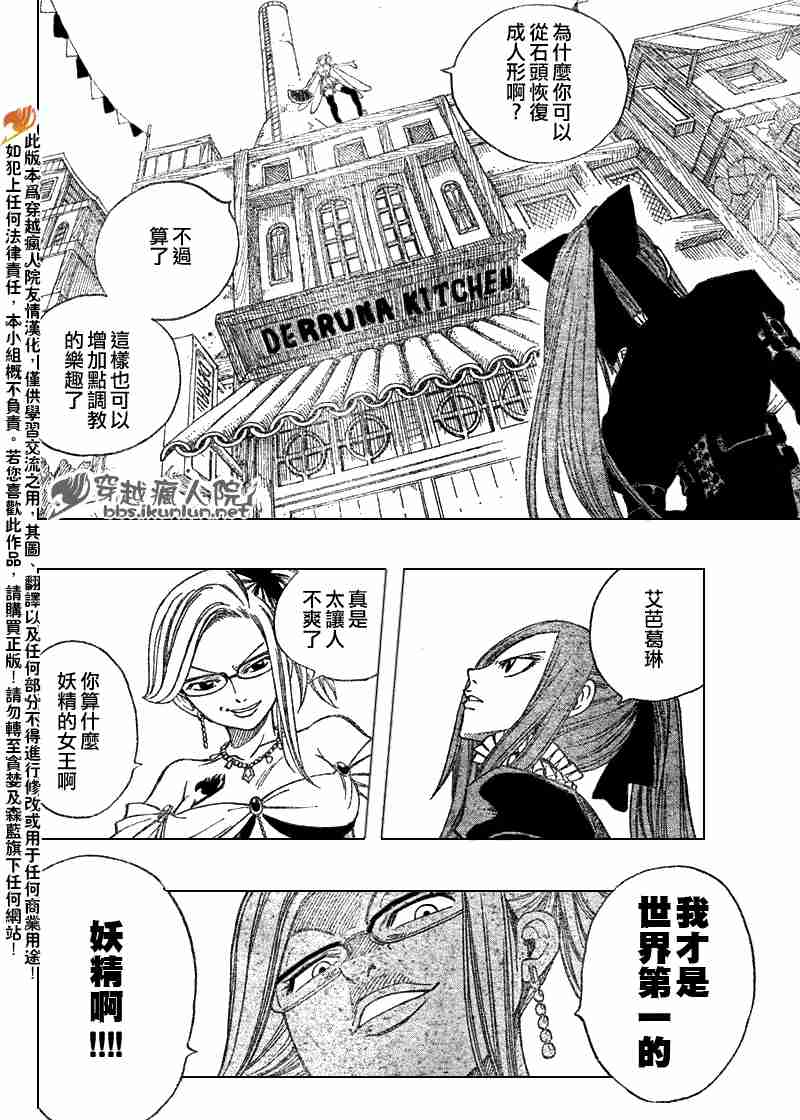 為什麼你可以
從石頭恢復
成人形啊？
不過
算了
這樣也可以
增加點調教
的樂趣了
DERRUNA KITCHEN
穿越瘋人院
bbs.ikunlun.net
艾芭葛琳
真是
太讓人
不爽了
你算什麼
妖精的女王啊
我才是
世界第一的
妖精啊!!!!
此版本爲穿越瘋人院友情漢化，僅供學習交流之用，其圖、翻譯以及任何部分不得進行修改或用于任何商業用途！
如犯上任何法律責任，本小組概不負責。若您喜歡此作品，請購買正版！請勿轉至貪婪及森藍旗下任何網站！